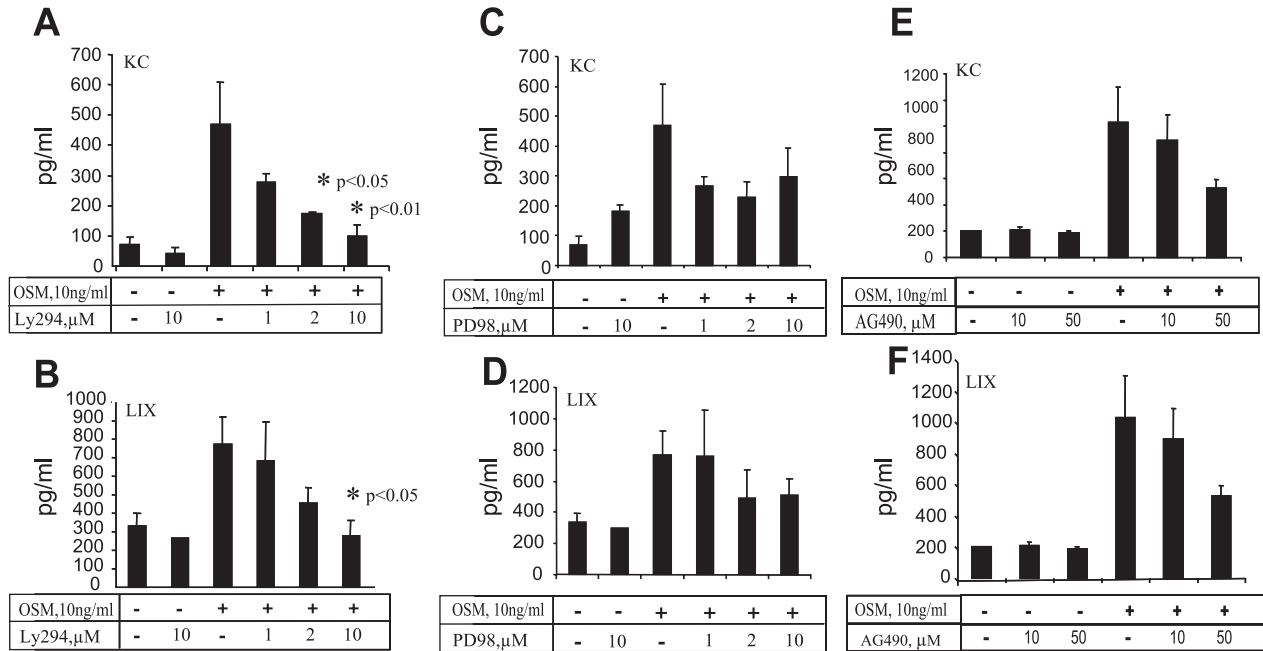 A
KC
700
600
500
400
300
200
100
0
pg/ml
* p<0.05
* p<0.01
OSM,10ng/ml - - + + + +
Ly294,µM - 10 - 1 2 10
B
LIX
1000
900
800
700
600
500
400
300
200
100
0
pg/ml
* p<0.05
OSM,10ng/ml - - + + + +
Ly294,µM - 10 - 1 2 10
C
KC
700
600
500
400
300
200
100
0
pg/ml
OSM, 10ng/ml - - + + + +
PD98,µM - 10 - 1 2 10
D
LIX
1200
1000
800
600
400
200
0
pg/ml
OSM, 10ng/ml - - + + + +
PD98,µM - 10 - 1 2 10
E
KC
1200
1000
800
600
400
200
0
pg/ml
OSM, 10ng/ml - - - + + +
AG490, µM - 10 50 - 10 50
F
LIX
1400
1200
1000
800
600
400
200
0
pg/ml
OSM, 10ng/ml - - - + + +
AG490, µM - 10 50 - 10 50